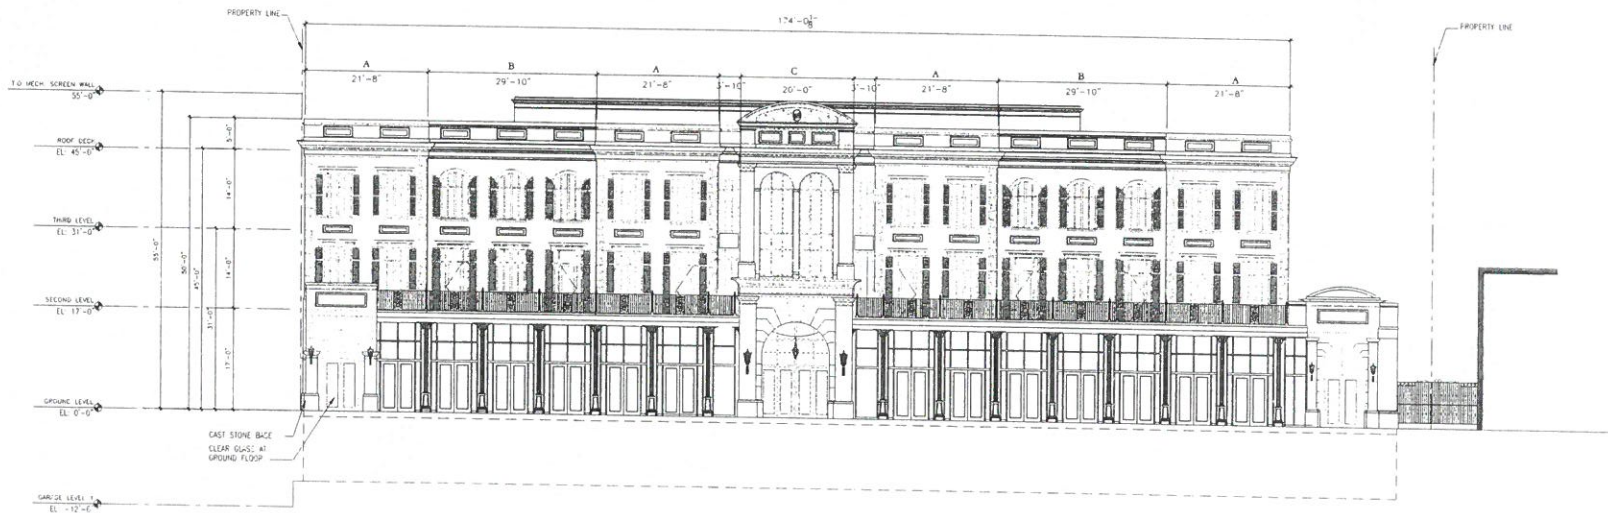 PROPERTY LINE
174'-0⅜"
PROPERTY LINE
A
B
A
C
A
B
A
21'-8"
29'-10"
21'-8"
3'-10"
20'-0"
3'-10"
21'-8"
29'-10"
21'-8"
T.O. MECH. SCREEN WALL
55'-0"
ROOF DECK
EL: 45'-0"
THIRD LEVEL
EL: 31'-0"
SECOND LEVEL
EL: 17'-0"
GROUND LEVEL
EL: 0'-0"
GARAGE LEVEL 1
EL: -12'-6"
55'-0"
50'-0"
45'-0"
31'-0"
5'-0"
14'-0"
14'-0"
17'-0"
CAST STONE BASE
CLEAR GLASS AT
GROUND FLOOR